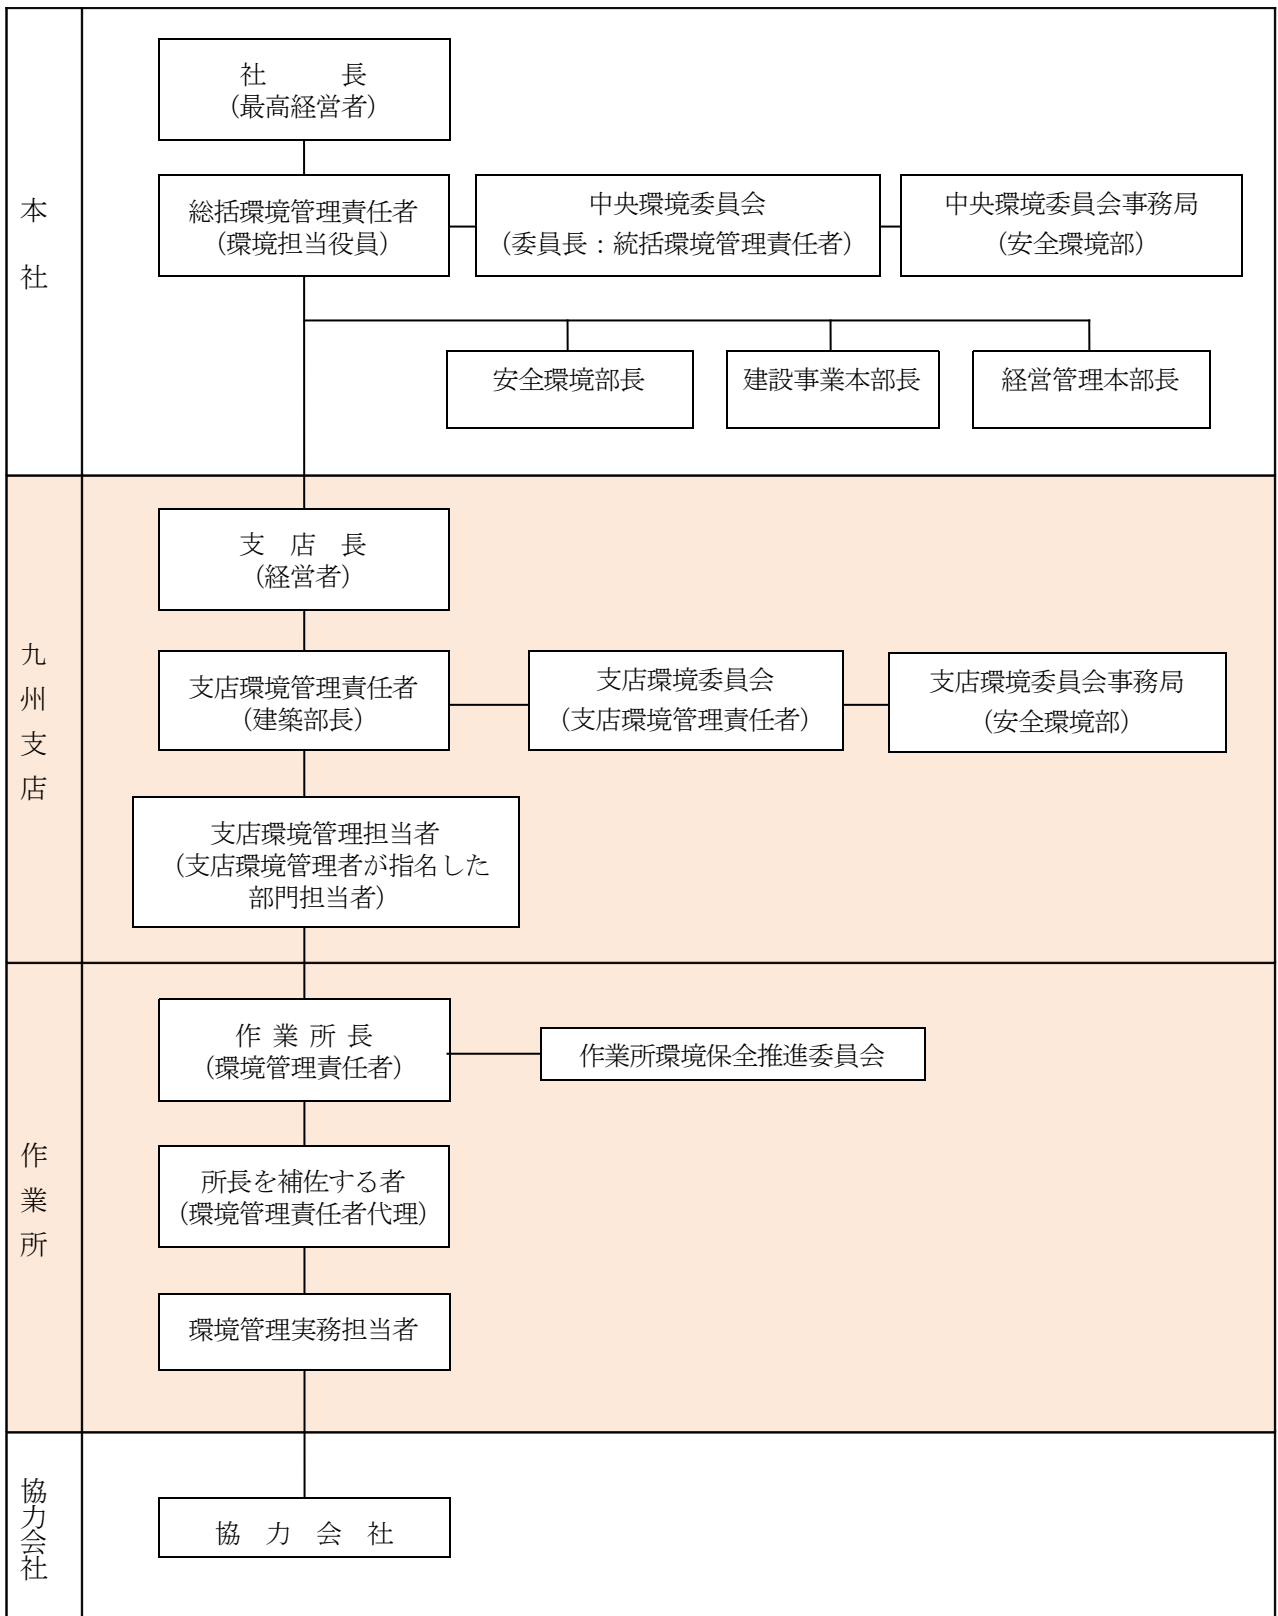 本社
社　　　長
（最高経営者）
総括環境管理責任者
（環境担当役員）
中央環境委員会
（委員長：統括環境管理責任者）
中央環境委員会事務局
（安全環境部）
安全環境部長
建設事業本部長
経営管理本部長
九州支店
支　店　長
（経営者）
支店環境管理責任者
（建築部長）
支店環境委員会
（支店環境管理責任者）
支店環境委員会事務局
（安全環境部）
支店環境管理担当者
（支店環境管理者が指名した
部門担当者）
作業所
作 業 所 長
（環境管理責任者）
作業所環境保全推進委員会
所長を補佐する者
（環境管理責任者代理）
環境管理実務担当者
協力会社
協　力　会　社